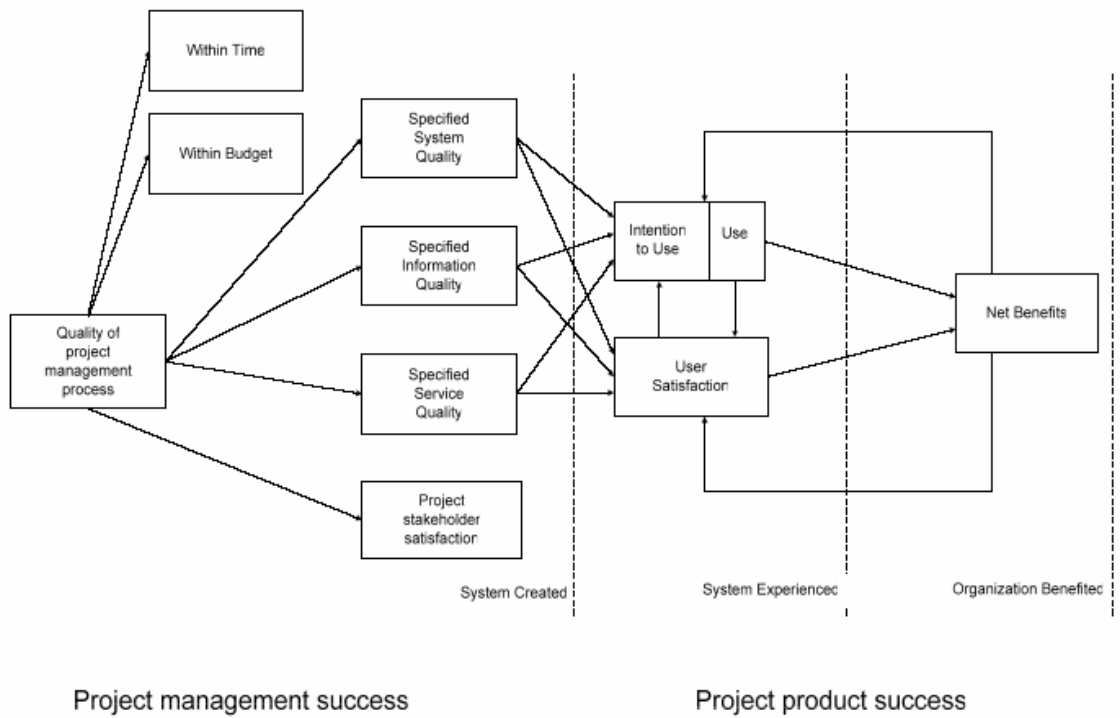 Within Time
Within Budget
Specified
System
Quality
Specified
Information
Quality
Quality of
project
management
process
Specified
Service
Quality
Project
stakeholder
satisfaction
Intention
to Use
Use
User
Satisfaction
Net Benefits
System Created
System Experienced
Organization Benefited
Project management success
Project product success